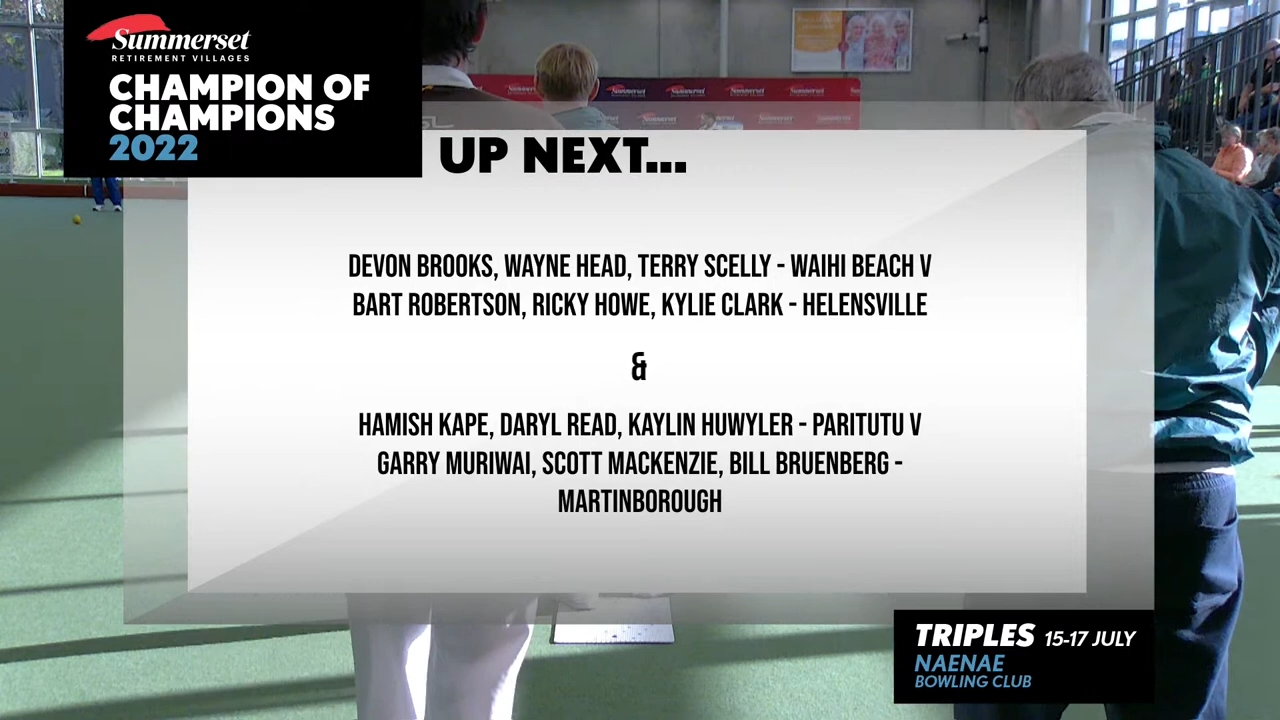 Summerset
RETIREMENT VILLAGES
CHAMPION OF
CHAMPIONS
2022
UP NEXT...
DEVON BROOKS, WAYNE HEAD, TERRY SCELLY - WAIHI BEACH V
BART ROBERTSON, RICKY HOWE, KYLIE CLARK - HELENSVILLE
&
HAMISH KAPE, DARYL READ, KAYLIN HUWYLER - PARITUTU V
GARRY MURIWAI, SCOTT MACKENZIE, BILL BRUENBERG -
MARTINBOROUGH
TRIPLES 15-17 JULY
NAENAE
BOWLING CLUB